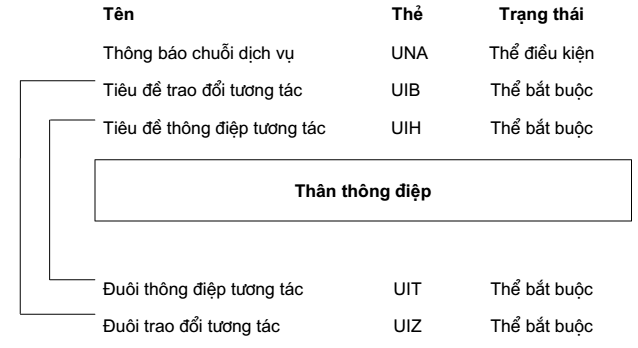 Tên Thẻ Trạng thái
Thông báo chuỗi dịch vụ UNA Thể điều kiện
Tiêu đề trao đổi tương tác UIB Thể bắt buộc
Tiêu đề thông điệp tương tác UIH Thể bắt buộc
Thân thông điệp
Đuôi thông điệp tương tác UIT Thể bắt buộc
Đuôi trao đổi tương tác UIZ Thể bắt buộc